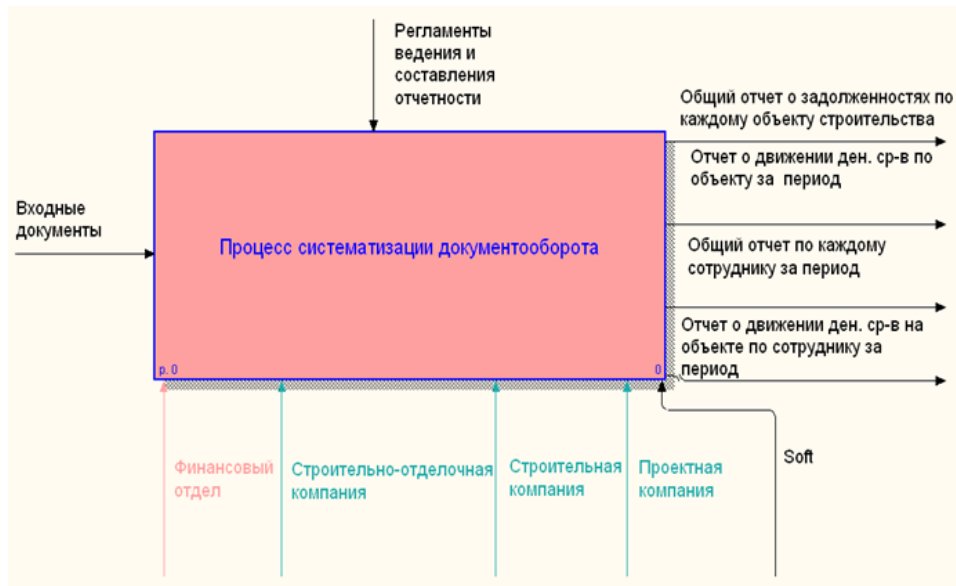 Регламенты
ведения и
составления
отчетности
Общий отчет о задолженностях по
каждому объекту строительства
Отчет о движении ден. ср-в по
объекту за период
Входные
документы
Процесс систематизации документооборота
Общий отчет по каждому
сотруднику за период
Отчет о движении ден. ср-в на
объекте по сотруднику за
период
р. 0
0
Финансовый
отдел
Строительно-отделочная
компания
Строительная
компания
Проектная
компания
Soft